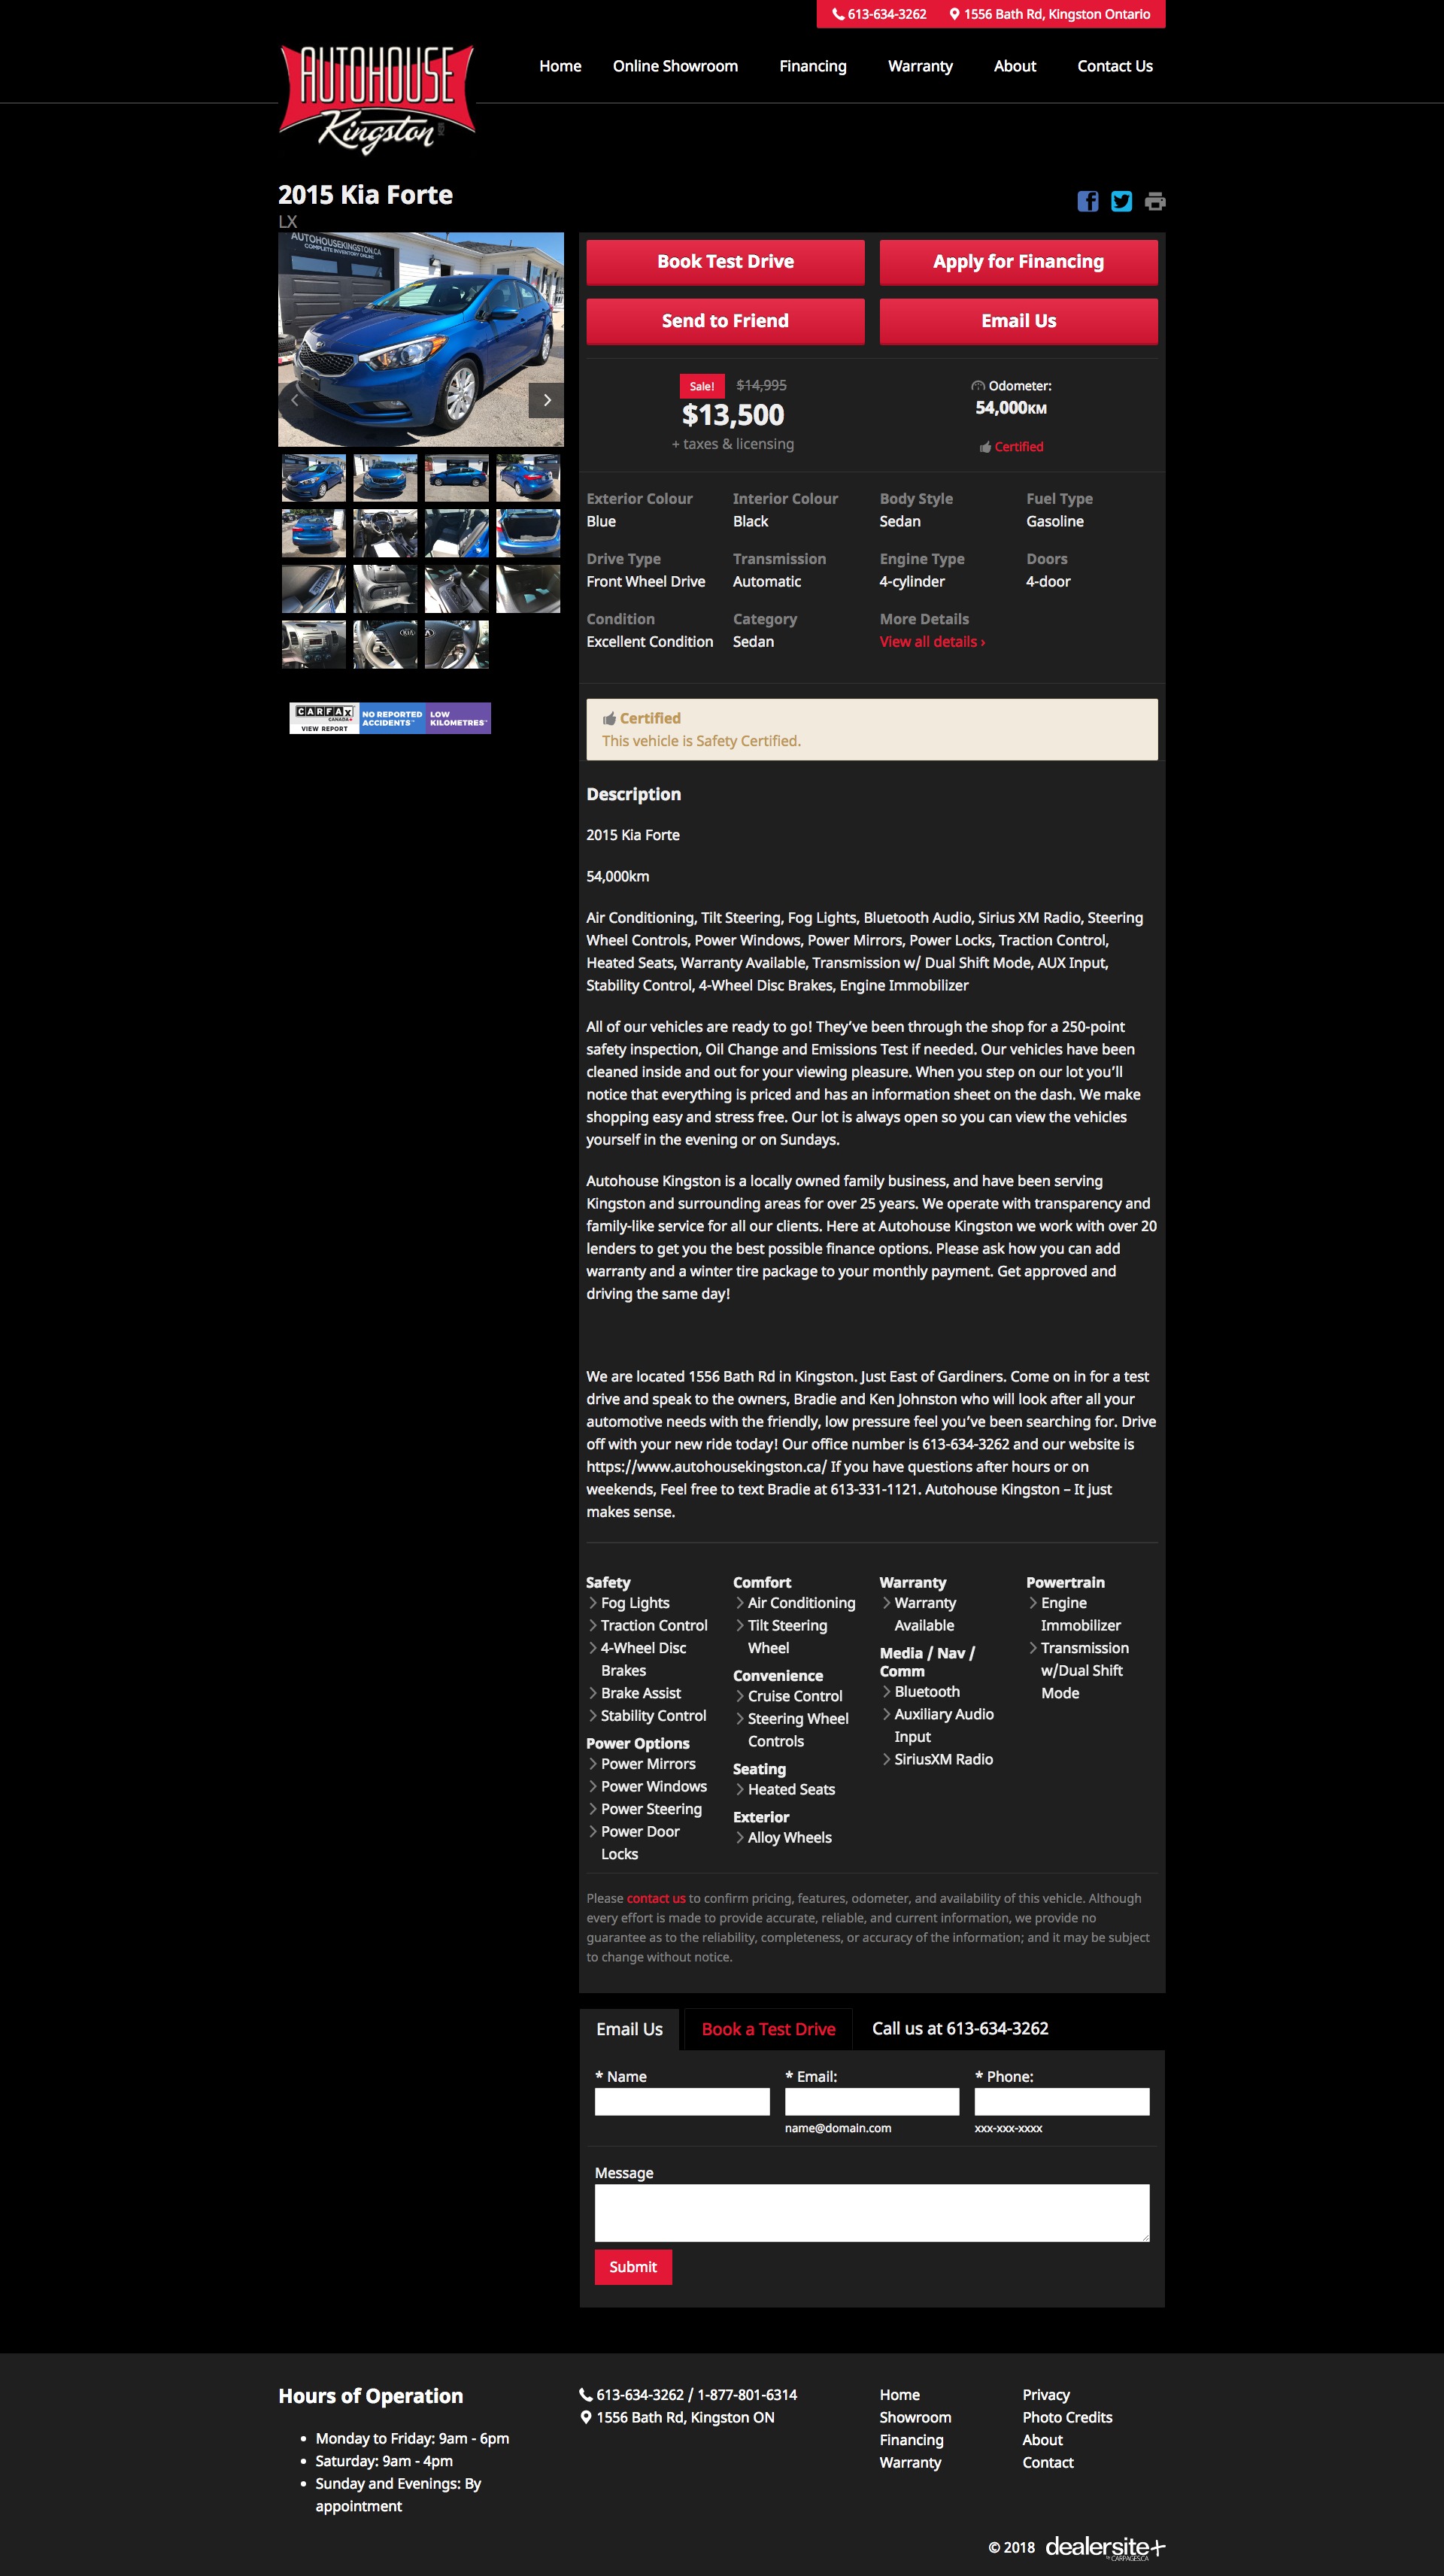 613-634-3262 1556 Bath Rd, Kingston Ontario
AUTOHOUSE
Kingston
Home Online Showroom Financing Warranty About Contact Us
2015 Kia Forte
LX
AUTOHOUSEKINGSTON.CA
COMPLETE INVENTORY ONLINE
Book Test Drive Apply for Financing
Send to Friend Email Us
Sale! $14,995
$13,500
+ taxes & licensing
Odometer:
54,000KM
Certified
Exterior Colour Interior Colour Body Style Fuel Type
Blue Black Sedan Gasoline
Drive Type Transmission Engine Type Doors
Front Wheel Drive Automatic 4-cylinder 4-door
Condition Category More Details
Excellent Condition Sedan View all details ›
CARFAX
CANADA
VIEW REPORT
NO REPORTED
ACCIDENTS™
LOW
KILOMETRES™
Certified
This vehicle is Safety Certified.
Description
2015 Kia Forte
54,000km
Air Conditioning, Tilt Steering, Fog Lights, Bluetooth Audio, Sirius XM Radio, Steering
Wheel Controls, Power Windows, Power Mirrors, Power Locks, Traction Control,
Heated Seats, Warranty Available, Transmission w/ Dual Shift Mode, AUX Input,
Stability Control, 4-Wheel Disc Brakes, Engine Immobilizer
All of our vehicles are ready to go! They’ve been through the shop for a 250-point
safety inspection, Oil Change and Emissions Test if needed. Our vehicles have been
cleaned inside and out for your viewing pleasure. When you step on our lot you’ll
notice that everything is priced and has an information sheet on the dash. We make
shopping easy and stress free. Our lot is always open so you can view the vehicles
yourself in the evening or on Sundays.
Autohouse Kingston is a locally owned family business, and have been serving
Kingston and surrounding areas for over 25 years. We operate with transparency and
family-like service for all our clients. Here at Autohouse Kingston we work with over 20
lenders to get you the best possible finance options. Please ask how you can add
warranty and a winter tire package to your monthly payment. Get approved and
driving the same day!
We are located 1556 Bath Rd in Kingston. Just East of Gardiners. Come on in for a test
drive and speak to the owners, Bradie and Ken Johnston who will look after all your
automotive needs with the friendly, low pressure feel you’ve been searching for. Drive
off with your new ride today! Our office number is 613-634-3262 and our website is
https://www.autohousekingston.ca/ If you have questions after hours or on
weekends, Feel free to text Bradie at 613-331-1121. Autohouse Kingston – It just
makes sense.
Safety
Fog Lights
Traction Control
4-Wheel Disc
Brakes
Brake Assist
Stability Control
Power Options
Power Mirrors
Power Windows
Power Steering
Power Door
Locks
Comfort
Air Conditioning
Tilt Steering
Wheel
Convenience
Cruise Control
Steering Wheel
Controls
Seating
Heated Seats
Exterior
Alloy Wheels
Warranty
Warranty
Available
Media / Nav /
Comm
Bluetooth
Auxiliary Audio
Input
SiriusXM Radio
Powertrain
Engine
Immobilizer
Transmission
w/Dual Shift
Mode
Please contact us to confirm pricing, features, odometer, and availability of this vehicle. Although
every effort is made to provide accurate, reliable, and current information, we provide no
guarantee as to the reliability, completeness, or accuracy of the information; and it may be subject
to change without notice.
Email Us Book a Test Drive Call us at 613-634-3262
* Name * Email: * Phone:
name@domain.com xxx-xxx-xxxx
Message
Submit
Hours of Operation
Monday to Friday: 9am - 6pm
Saturday: 9am - 4pm
Sunday and Evenings: By
appointment
613-634-3262 / 1-877-801-6314
1556 Bath Rd, Kingston ON
Home
Showroom
Financing
Warranty
Privacy
Photo Credits
About
Contact
© 2018 dealersite+
by CARPAGES.CA